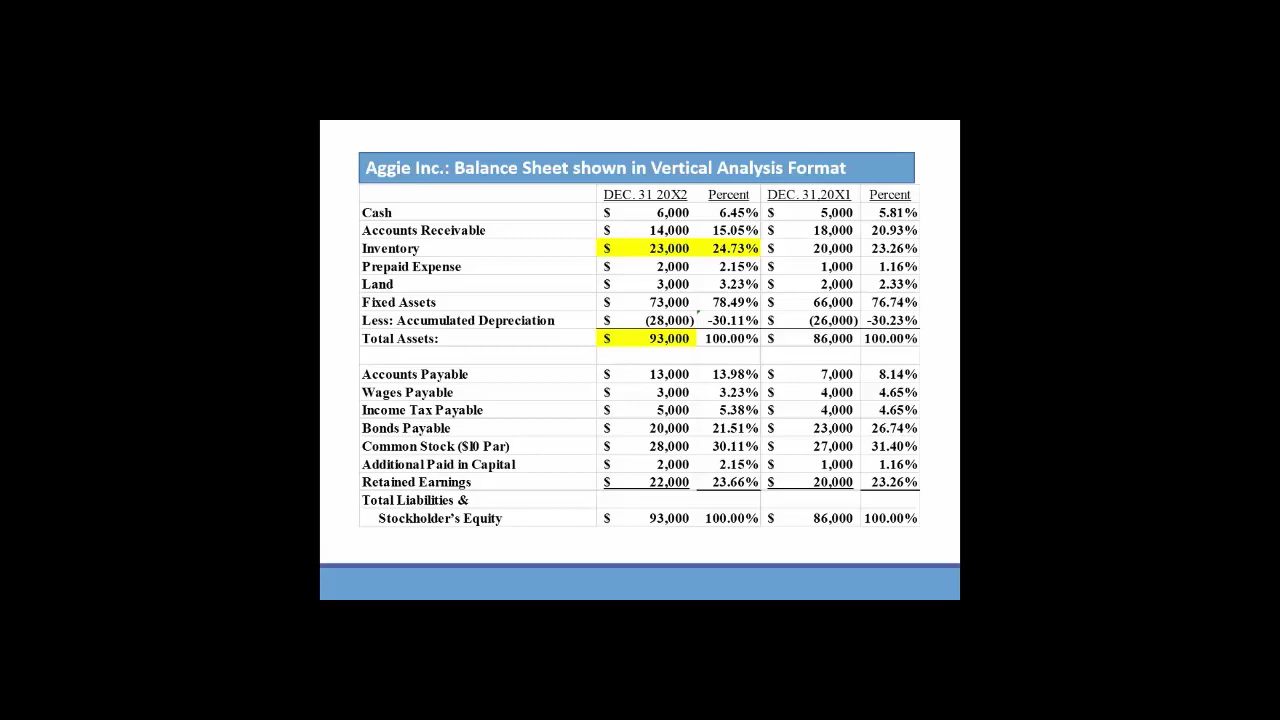 Aggie Inc.: Balance Sheet shown in Vertical Analysis Format
DEC. 31 20X2 Percent DEC. 31,20X1 Percent
Cash $ 6,000 6.45% $ 5,000 5.81%
Accounts Receivable $ 14,000 15.05% $ 18,000 20.93%
Inventory $ 23,000 24.73% $ 20,000 23.26%
Prepaid Expense $ 2,000 2.15% $ 1,000 1.16%
Land $ 3,000 3.23% $ 2,000 2.33%
Fixed Assets $ 73,000 78.49% $ 66,000 76.74%
Less: Accumulated Depreciation $ (28,000) -30.11% $ (26,000) -30.23%
Total Assets: $ 93,000 100.00% $ 86,000 100.00%
Accounts Payable $ 13,000 13.98% $ 7,000 8.14%
Wages Payable $ 3,000 3.23% $ 4,000 4.65%
Income Tax Payable $ 5,000 5.38% $ 4,000 4.65%
Bonds Payable $ 20,000 21.51% $ 23,000 26.74%
Common Stock ($10 Par) $ 28,000 30.11% $ 27,000 31.40%
Additional Paid in Capital $ 2,000 2.15% $ 1,000 1.16%
Retained Earnings $ 22,000 23.66% $ 20,000 23.26%
Total Liabilities &
Stockholder’s Equity $ 93,000 100.00% $ 86,000 100.00%